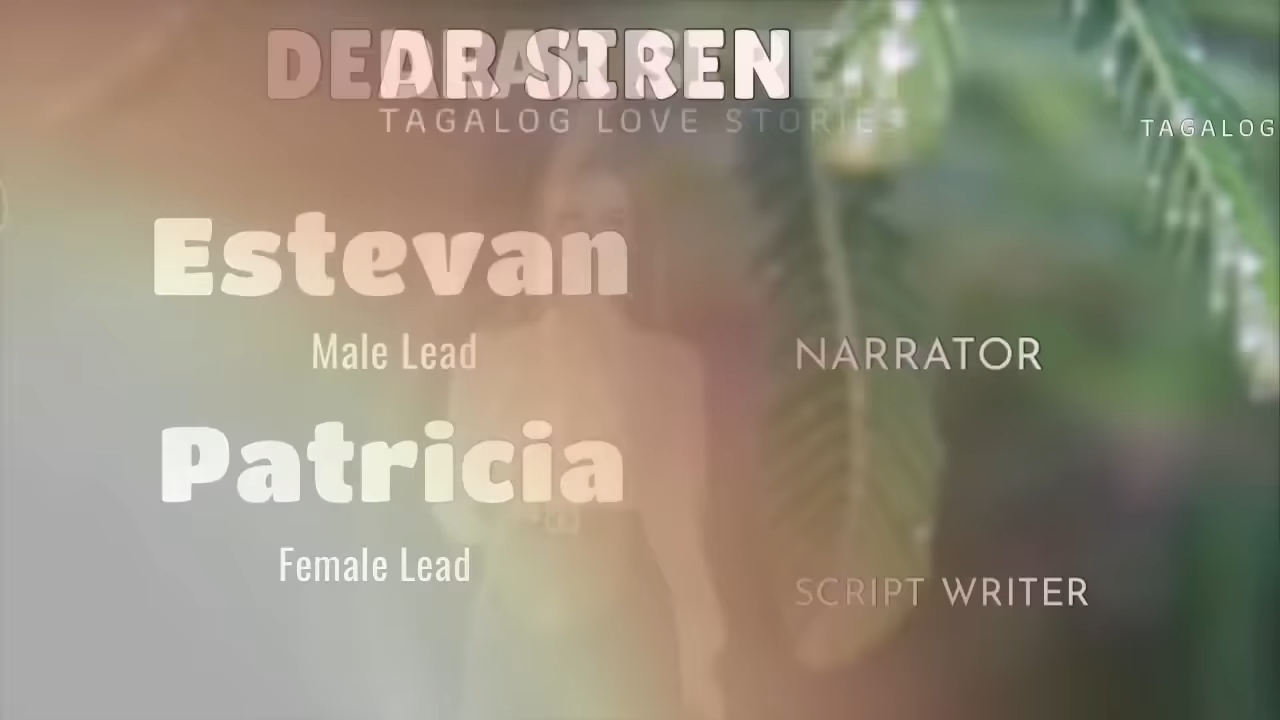 DEAR SIREN
TAGALOG LOVE STORIES
TAGALOG
Estevan
Male Lead
NARRATOR
Patricia
Female Lead
SCRIPT WRITER